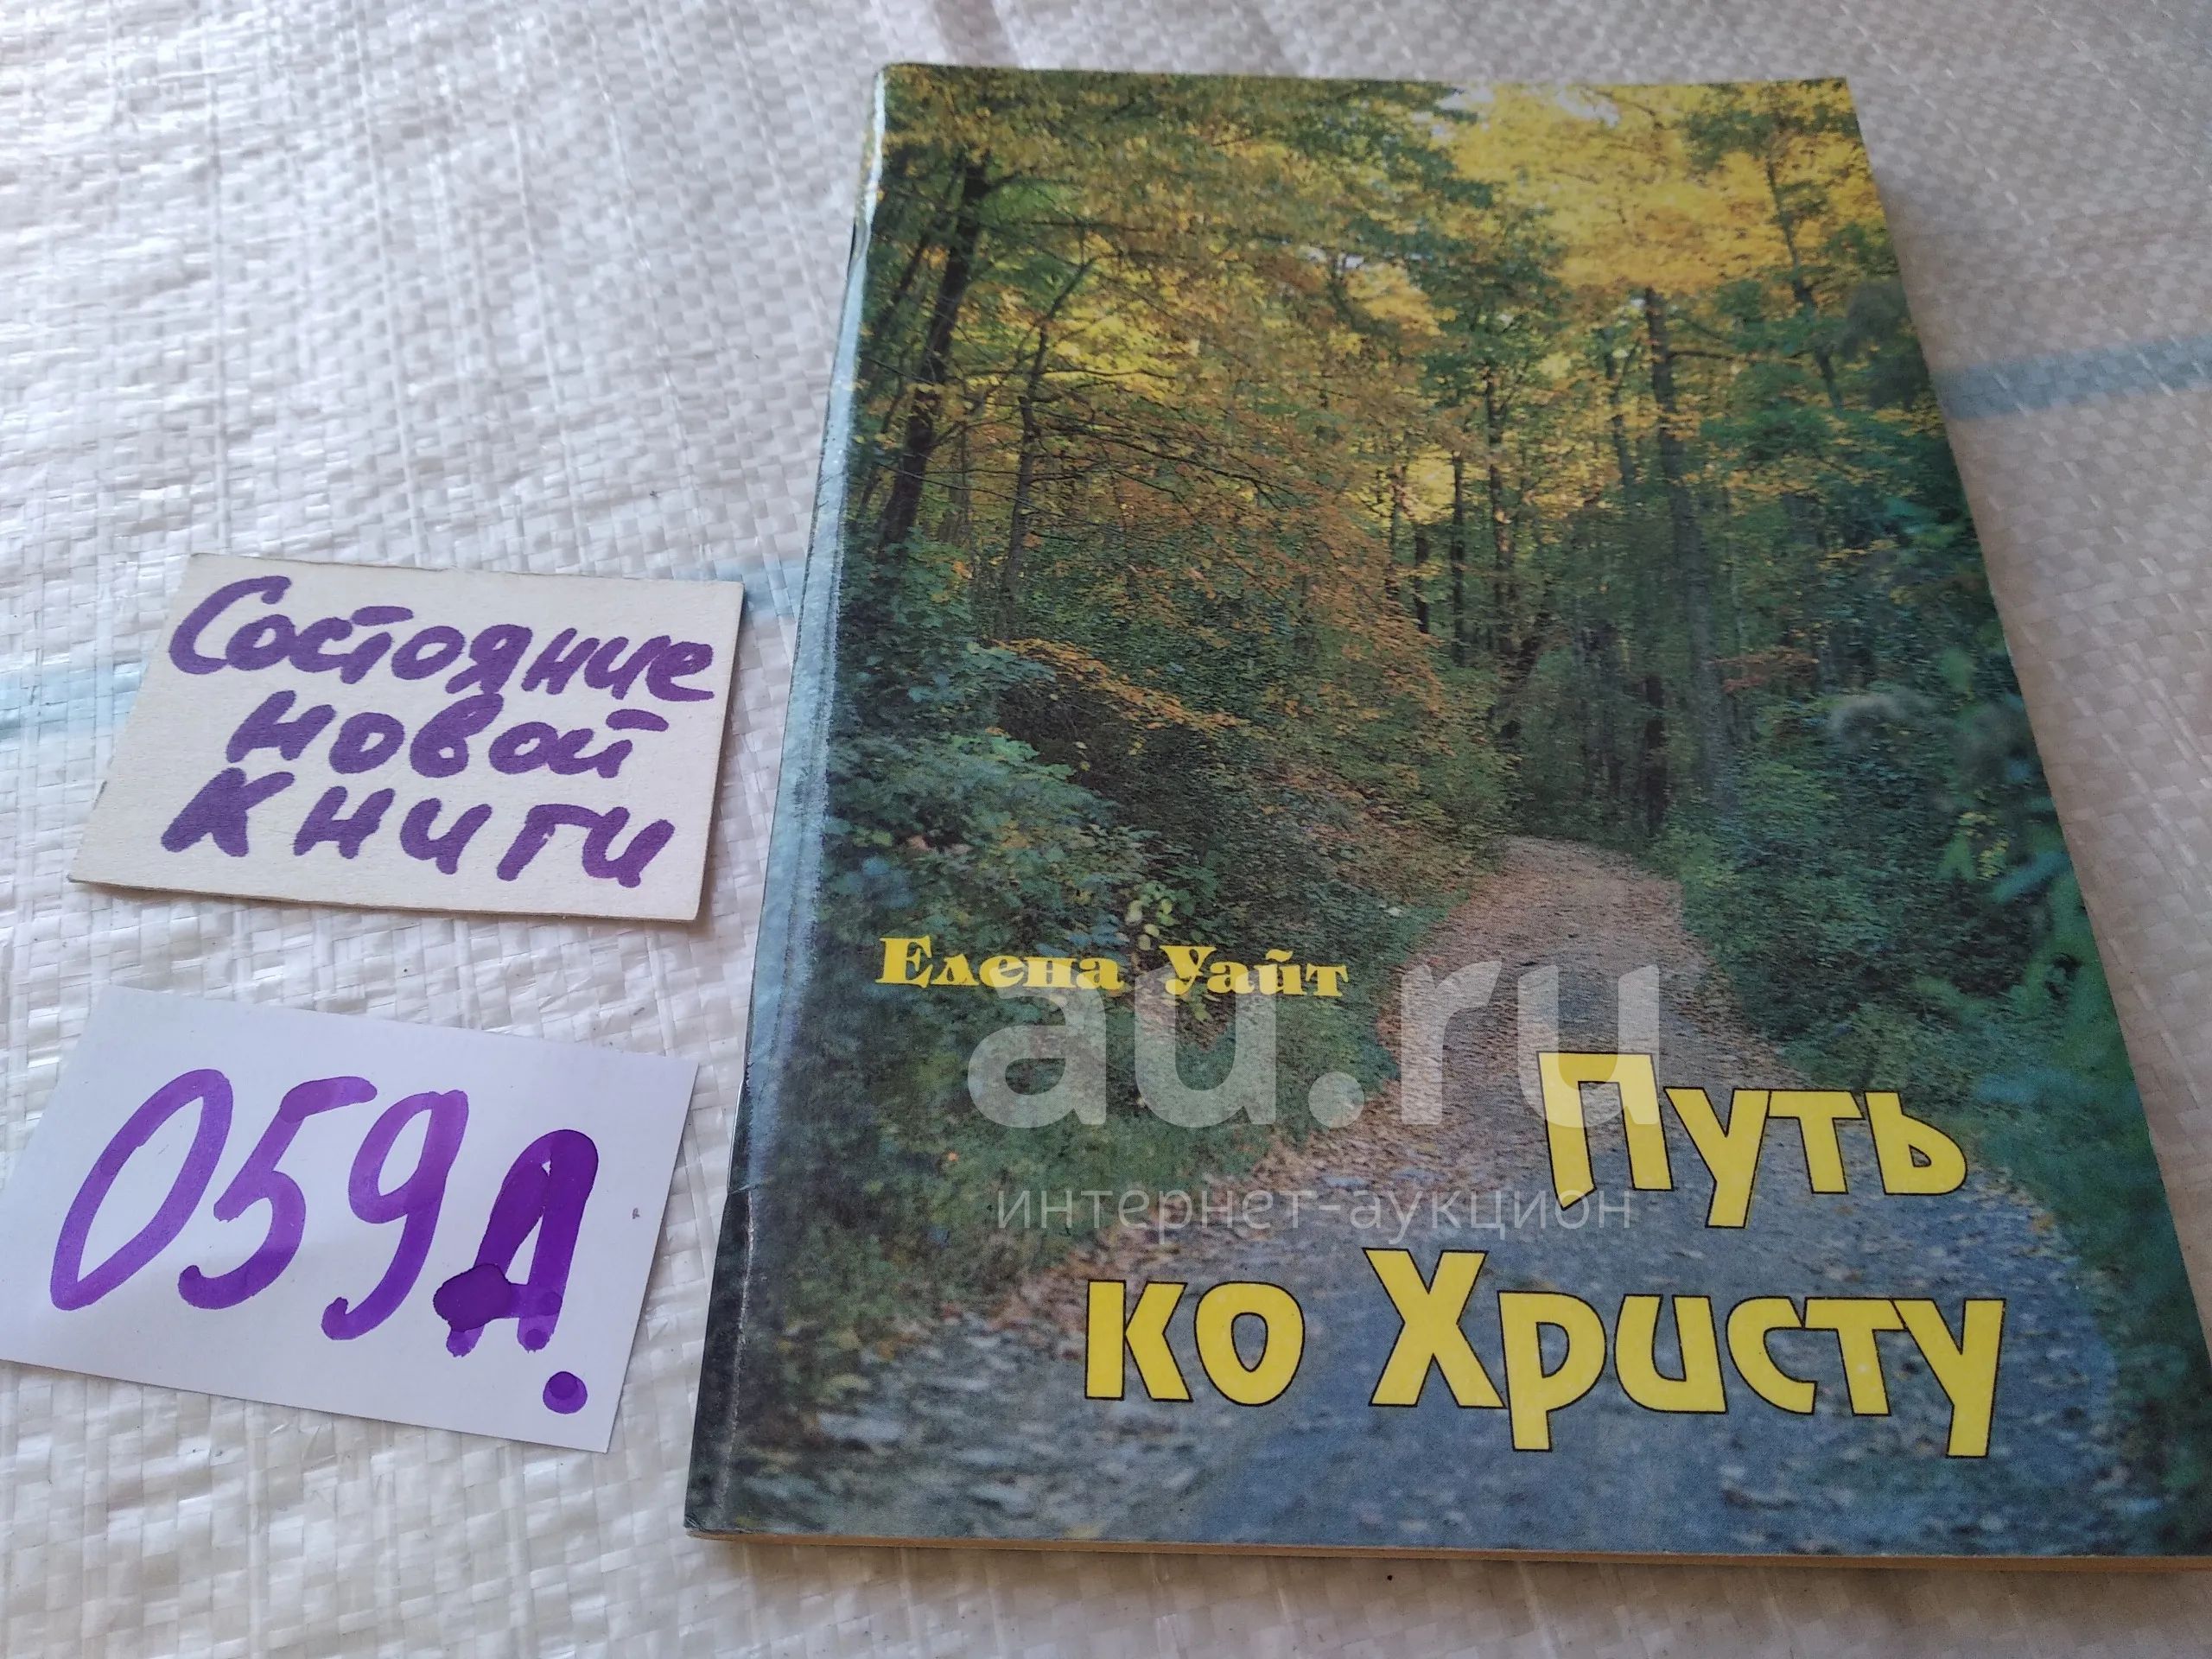 Состояние
новой
книги
059А.
Елена Уайт
Путь
ко Христу
au.ru
интернет-аукцион